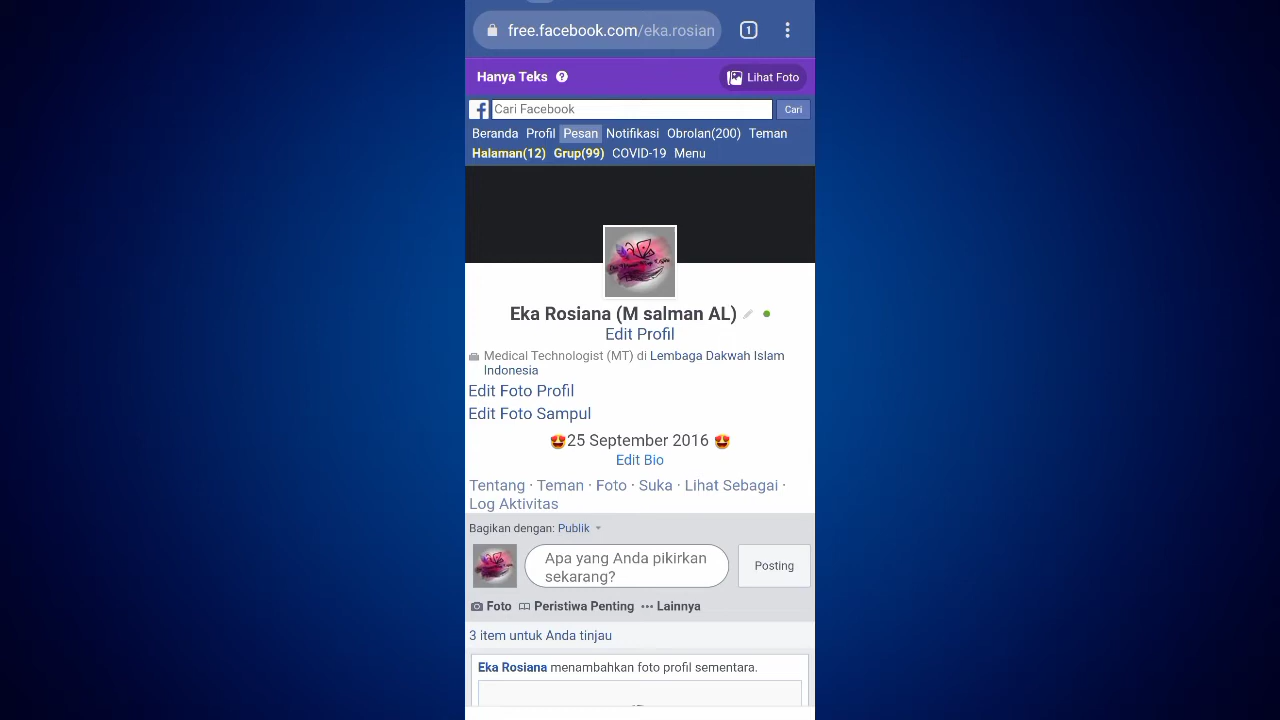 free.facebook.com/eka.rosian
1
Hanya Teks
Lihat Foto
Cari Facebook
Cari
Beranda Profil Pesan Notifikasi Obrolan(200) Teman
Halaman(12) Grup(99) COVID-19 Menu
Eka Rosiana (M salman AL)
Edit Profil
Medical Technologist (MT) di Lembaga Dakwah Islam
Indonesia
Edit Foto Profil
Edit Foto Sampul
😍25 September 2016 😍
Edit Bio
Tentang · Teman · Foto · Suka · Lihat Sebagai ·
Log Aktivitas
Bagikan dengan: Publik
Apa yang Anda pikirkan
sekarang?
Posting
Foto Peristiwa Penting ••• Lainnya
3 item untuk Anda tinjau
Eka Rosiana menambahkan foto profil sementara.